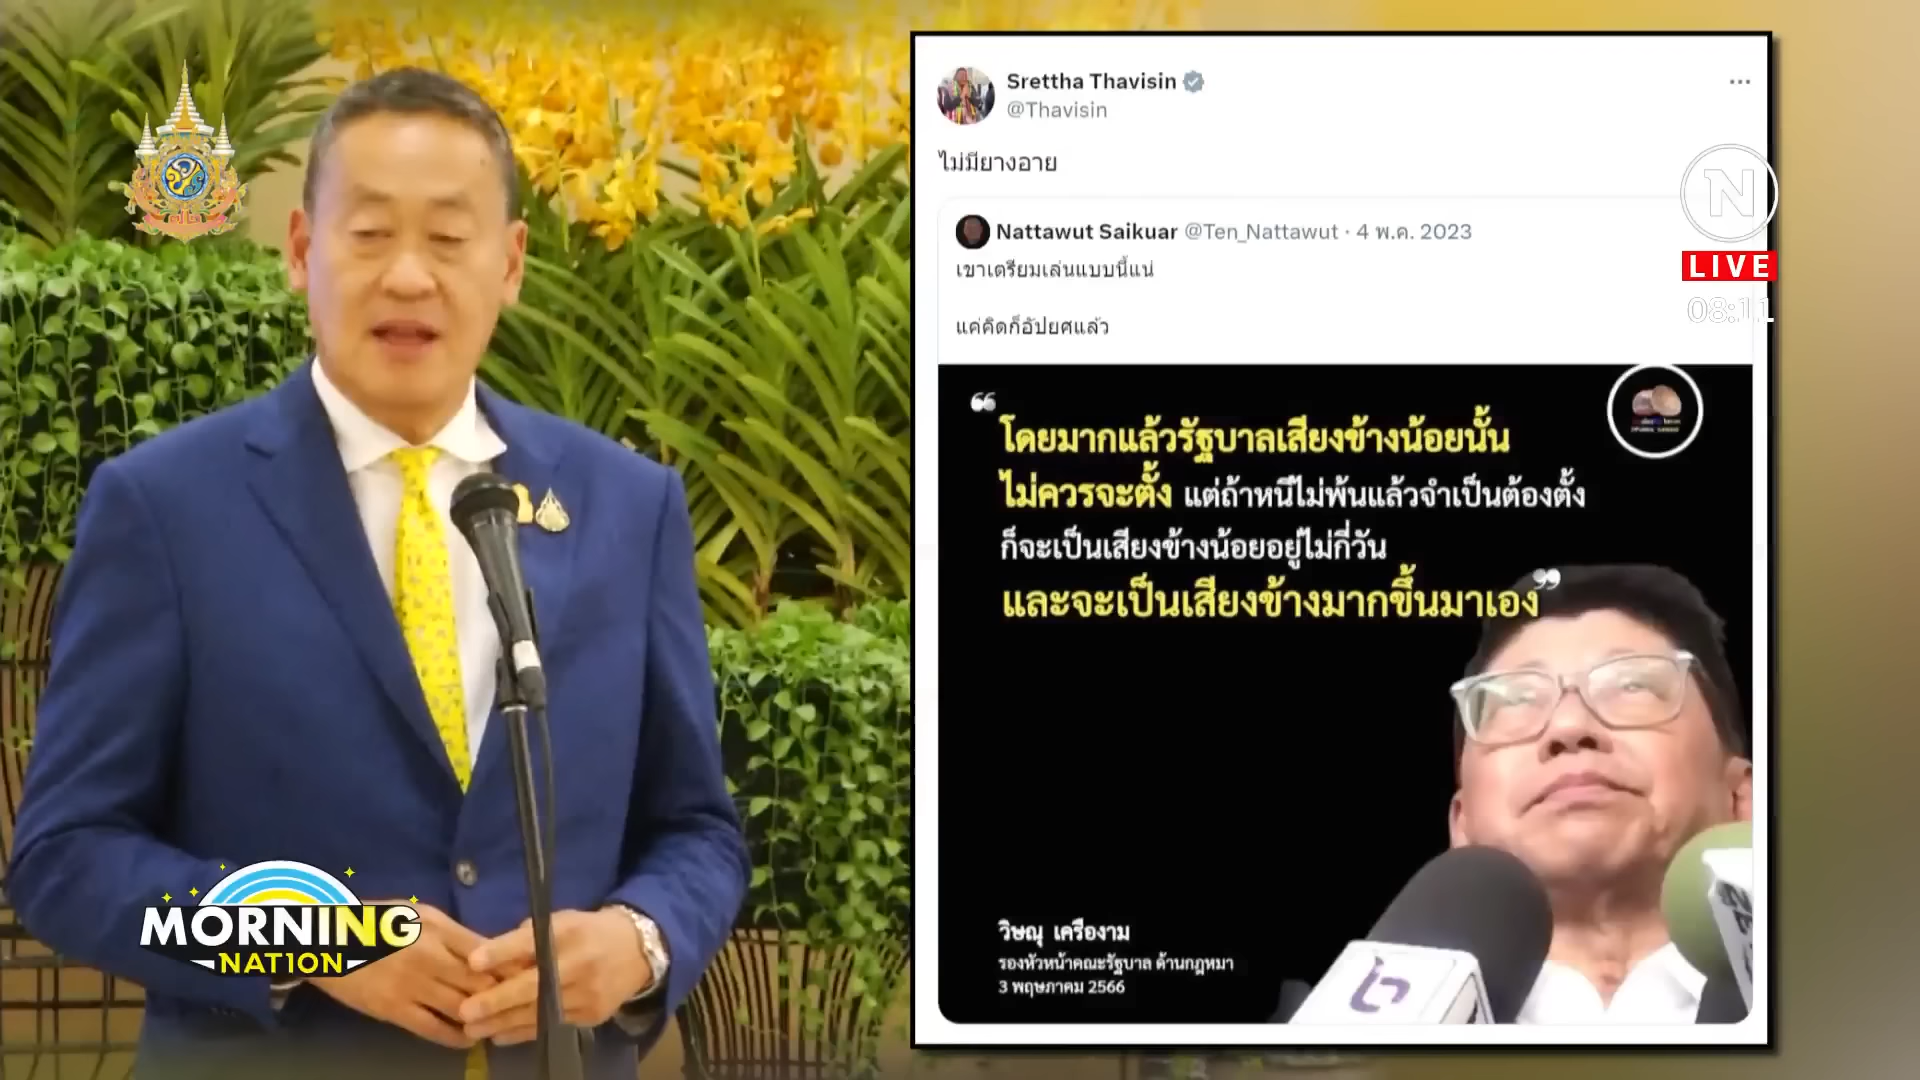 Srettha Thavisin
@Thavisin
ไม่มียางอาย
Nattawut Saikuar @Ten_Nattawut · 4 พ.ค. 2023
เขาเตรียมเล่นแบบนี้แน่
แค่คิดก็อัปยศแล้ว
“โดยมากแล้วรัฐบาลเสียงข้างน้อยนั้น
ไม่ควรจะตั้ง แต่ถ้าหนีไม่พ้นแล้วจำเป็นต้องตั้ง
ก็จะเป็นเสียงข้างน้อยอยู่ไม่กี่วัน
และจะเป็นเสียงข้างมากขึ้นมาเอง”
วิษณุ เครืองาม
รองหัวหน้าคณะรัฐบาล ด้านกฎหมา
3 พฤษภาคม 2566
N
LIVE
08:11
MORNING
NATION